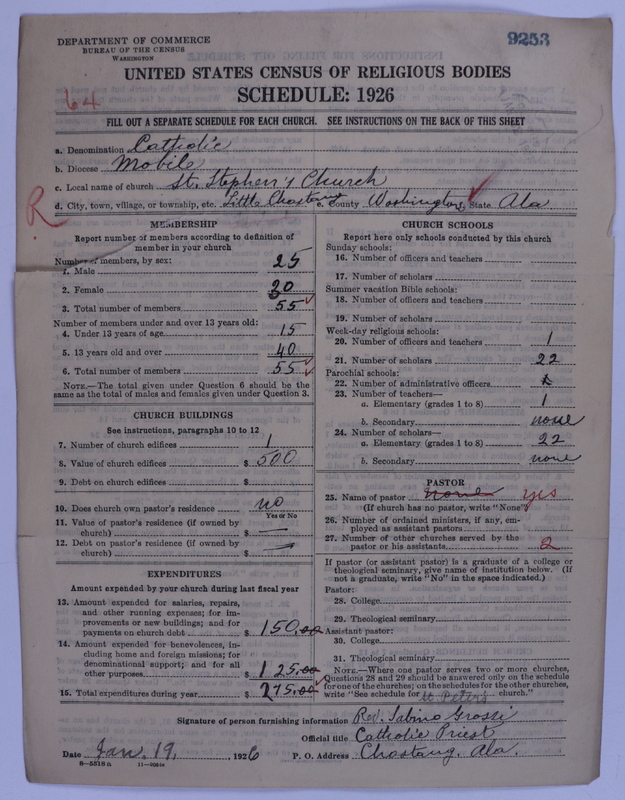 DEPARTMENT OF COMMERCE
BUREAU OF THE CENSUS
WASHINGTON
9253
UNITED STATES CENSUS OF RELIGIOUS BODIES
SCHEDULE: 1926
64
FILL OUT A SEPARATE SCHEDULE FOR EACH CHURCH. SEE INSTRUCTIONS ON THE BACK OF THIS SHEET
a. Denomination Catholic
b. Diocese Mobile
c. Local name of church St. Stephen's Church
d. City, town, village, or township, etc. Little Chastang e. County Washington State Ala
R
MEMBERSHIP
Report number of members according to definition of
member in your church
Number of members, by sex:
1. Male 25
2. Female 30
3. Total number of members 55
Number of members under and over 13 years old:
4. Under 13 years of age 15
5. 13 years old and over 40
6. Total number of members 55
NOTE.—The total given under Question 6 should be the
same as the total of males and females given under Question 3.
CHURCH BUILDINGS
See instructions, paragraphs 10 to 12
7. Number of church edifices 1
8. Value of church edifices $ 500
9. Debt on church edifices $
10. Does church own pastor's residence no
Yes or No
11. Value of pastor's residence (if owned by
church) $ —
12. Debt on pastor's residence (if owned by
church) $ —
EXPENDITURES
Amount expended by church during last fiscal year
13. Amount expended for salaries, repairs,
and other running expenses; for im-
provements or new buildings; and for
payments on church debt $ 150.00
14. Amount expended for benevolences, in-
cluding home and foreign missions; for
denominational support; and for all
other purposes $ 125.00
15. Total expenditures during year $ 275.00
CHURCH SCHOOLS
Report here only schools conducted by this church
Sunday schools:
16. Number of officers and teachers
17. Number of scholars
Summer vacation Bible schools:
18. Number of officers and teachers
19. Number of scholars
Week-day religious schools:
20. Number of officers and teachers 1
21. Number of scholars 22
Parochial schools:
22. Number of administrative officers
23. Number of teachers—
a. Elementary (grades 1 to 8) 1
b. Secondary none
24. Number of scholars—
a. Elementary (grades 1 to 8) 22
b. Secondary none
PASTOR
25. Name of pastor none yes
(If church has no pastor, write "None")
26. Number of ordained ministers, if any, em-
ployed as assistant pastors
27. Number of other churches served by the
pastor or his assistants 2
If pastor (or assistant pastor) is a graduate of a college or
theological seminary, give name of institution below. (If
not a graduate, write "No" in the space indicated.)
Pastor:
28. College
29. Theological seminary
Assistant pastor:
30. College
31. Theological seminary
NOTE.—Where one pastor serves two or more churches,
Questions 28 and 29 should be answered only on the schedule
for one of the churches; on the schedules for the other churches,
write "See schedule for St Peter's church."
Signature of person furnishing information Rev. Sabino Grossi
Official title Catholic Priest
Date Jan. 19, 1926 P. O. Address Chastang, Ala.
8—5518 a